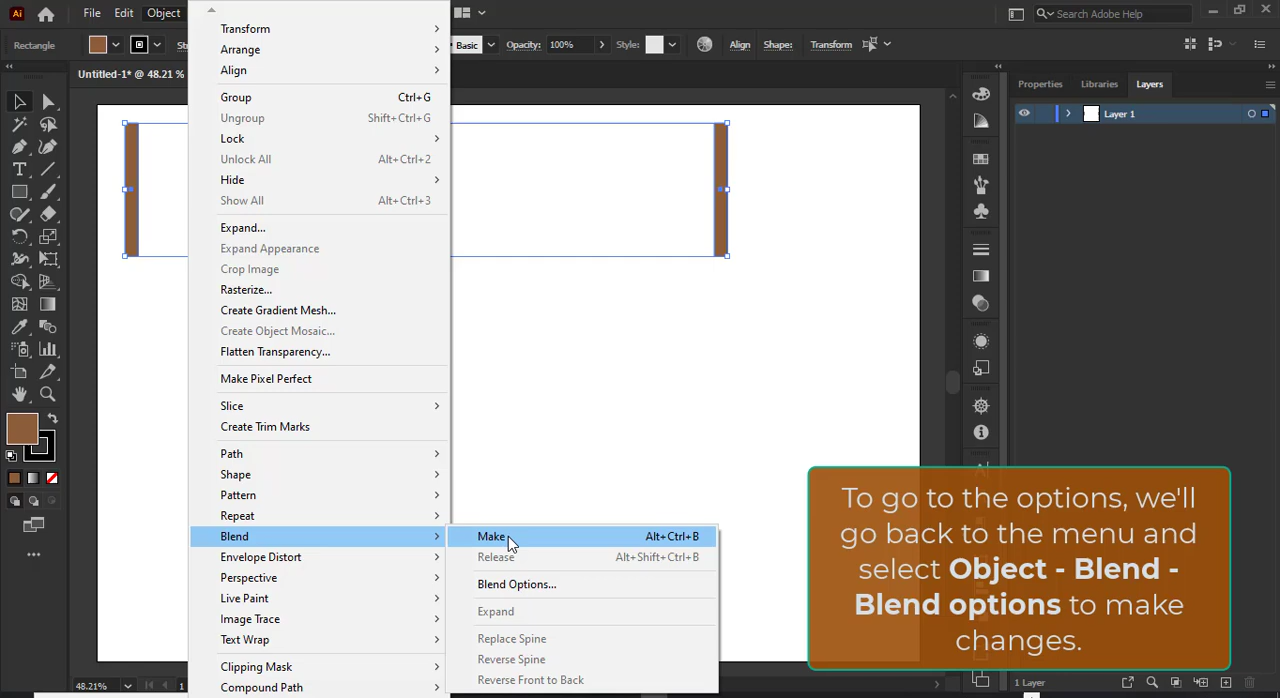 Ai File Edit Object Search Adobe Help
Rectangle Basic Opacity: 100% Style: Align Shape: Transform
Untitled-1* @ 48.21 %
Properties Libraries Layers
Layer 1
Transform
Arrange
Align
Group Ctrl+G
Ungroup Shift+Ctrl+G
Lock
Unlock All Alt+Ctrl+2
Hide
Show All Alt+Ctrl+3
Expand...
Expand Appearance
Crop Image
Rasterize...
Create Gradient Mesh...
Create Object Mosaic...
Flatten Transparency...
Make Pixel Perfect
Slice
Create Trim Marks
Path
Shape
Pattern
Repeat
Blend
Envelope Distort
Perspective
Live Paint
Image Trace
Text Wrap
Clipping Mask
Compound Path
Make Alt+Ctrl+B
Release Alt+Shift+Ctrl+B
Blend Options...
Expand
Replace Spine
Reverse Spine
Reverse Front to Back
To go to the options, we'll
go back to the menu and
select Object - Blend -
Blend options to make
changes.
48.21% 1
1 Layer